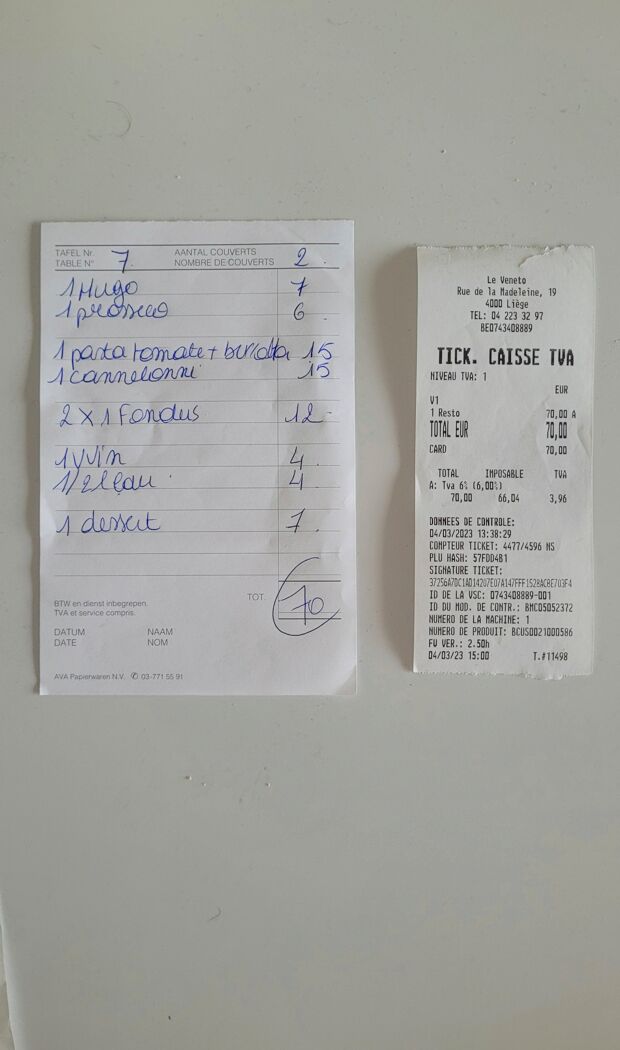 TAFEL Nr. 7. AANTAL COUVERTS 2.
TABLE N° NOMBRE DE COUVERTS
1 Hugo 7
1 prosseco 6.
1 pasta tomate + burrata 15
1 cannelonni 15
2 x 1 Fondus 12
1 vvin 4.
1/2 l eau 4
1 dessert 7.
TOT. 70
BTW en dienst inbegrepen.
TVA et service compris.
DATUM NAAM
DATE NOM
AVA Papierwaren N.V. ✆ 03-771 55 91
Le Veneto
Rue de la Madeleine, 19
4000 Liège
TEL: 04 223 32 97
BE0743408889
TICK. CAISSE TVA
NIVEAU TVA: 1
EUR
V1
1 Resto 70,00 A
TOTAL EUR 70,00
CARD 70,00
TOTAL IMPOSABLE TVA
A: Tva 6% (6,00%)
70,00 66,04 3,96
DONNEES DE CONTROLE:
04/03/2023 13:38:29
COMPTEUR TICKET: 4477/4596 NS
PLU HASH: 57FDD4B1
SIGNATURE TICKET:
ID DE LA VSC: 0743408889-001
ID DU MOD. DE CONTR.: BMC05052372
NUMERO DE LA MACHINE: 1
NUMERO DE PRODUIT: BCUS0021000586
FU VER.: 2.50h
04/03/23 15:00 T.#11498